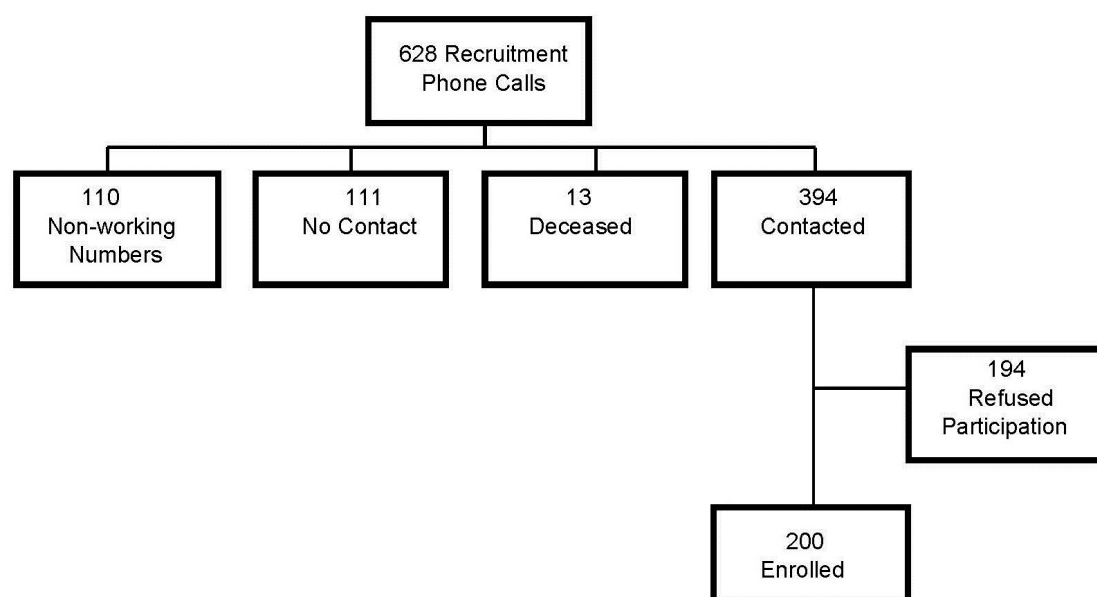 628 Recruitment
Phone Calls
110
Non-working
Numbers
111
No Contact
13
Deceased
394
Contacted
194
Refused
Participation
200
Enrolled